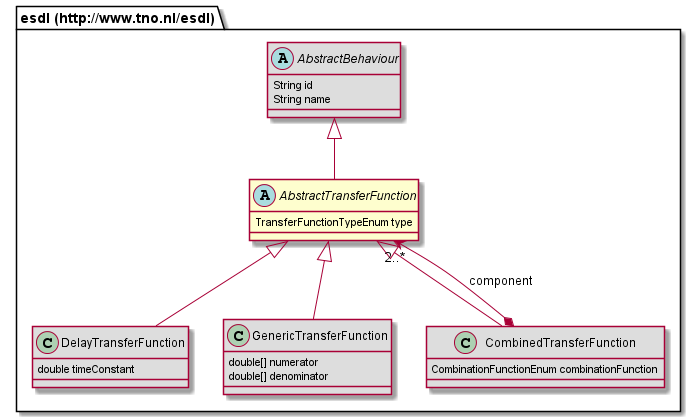 esdl (http://www.tno.nl/esdl)
A AbstractBehaviour
String id
String name
A AbstractTransferFunction
TransferFunctionTypeEnum type
2..*
component
C DelayTransferFunction
double timeConstant
C GenericTransferFunction
double[] numerator
double[] denominator
C CombinedTransferFunction
CombinationFunctionEnum combinationFunction